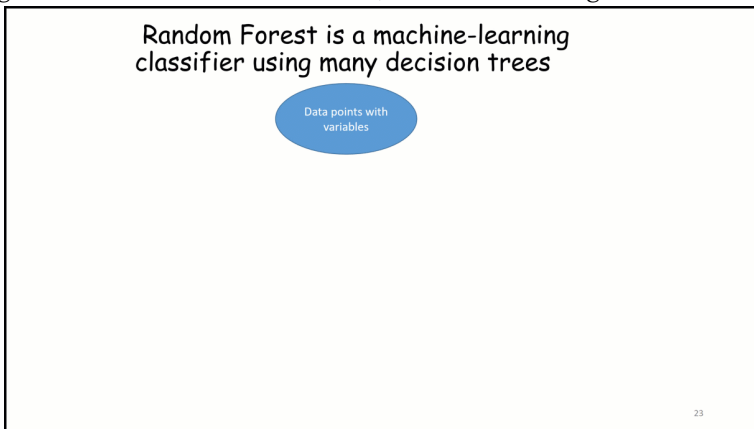 Random Forest is a machine-learning
classifier using many decision trees
Data points with
variables
23